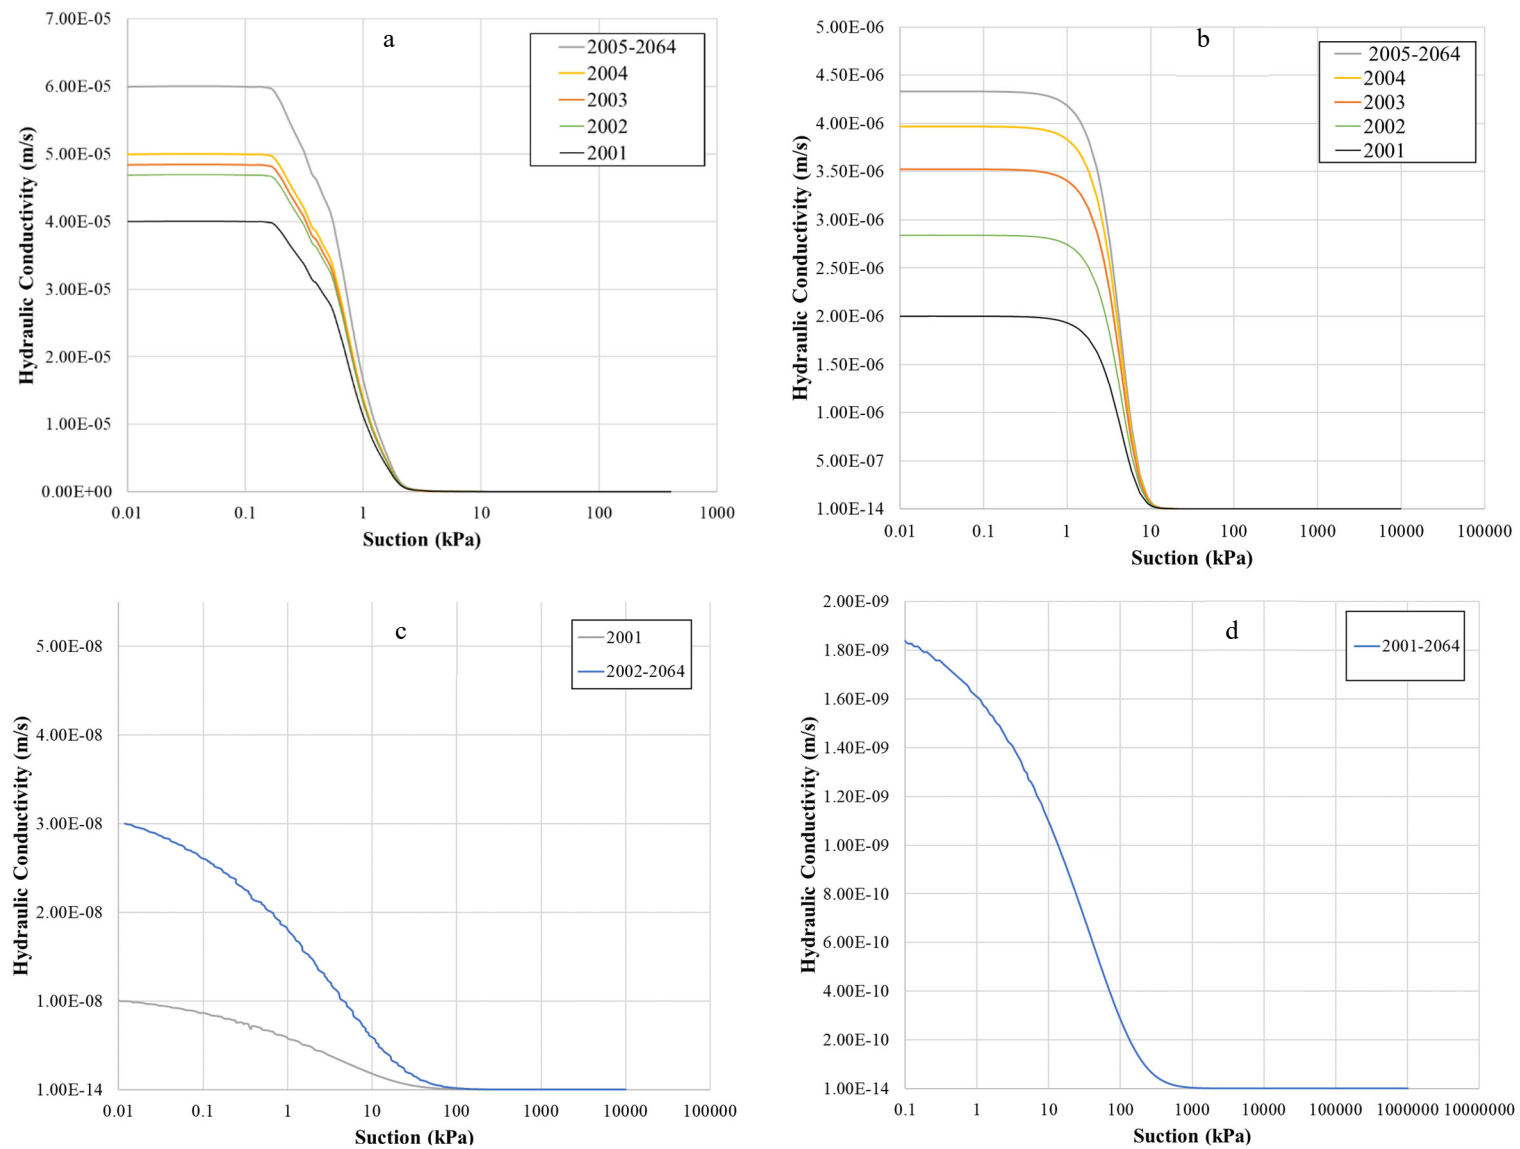 a
7.00E-05
6.00E-05
5.00E-05
4.00E-05
3.00E-05
2.00E-05
1.00E-05
0.00E+00
Hydraulic Conductivity (m/s)
2005-2064
2004
2003
2002
2001
0.01 0.1 1 10 100 1000
Suction (kPa)
b
5.00E-06
4.50E-06
4.00E-06
3.50E-06
3.00E-06
2.50E-06
2.00E-06
1.50E-06
1.00E-06
5.00E-07
1.00E-14
Hydraulic Conductivity (m/s)
2005-2064
2004
2003
2002
2001
0.01 0.1 1 10 100 1000 10000 100000
Suction (kPa)
c
5.00E-08
4.00E-08
3.00E-08
2.00E-08
1.00E-08
1.00E-14
Hydraulic Conductivity (m/s)
2001
2002-2064
0.01 0.1 1 10 100 1000 10000 100000
Suction (kPa)
d
2.00E-09
1.80E-09
1.60E-09
1.40E-09
1.20E-09
1.00E-09
8.00E-10
6.00E-10
4.00E-10
2.00E-10
1.00E-14
Hydraulic Conductivity (m/s)
2001-2064
0.1 1 10 100 1000 10000 100000 1000000 10000000
Suction (kPa)